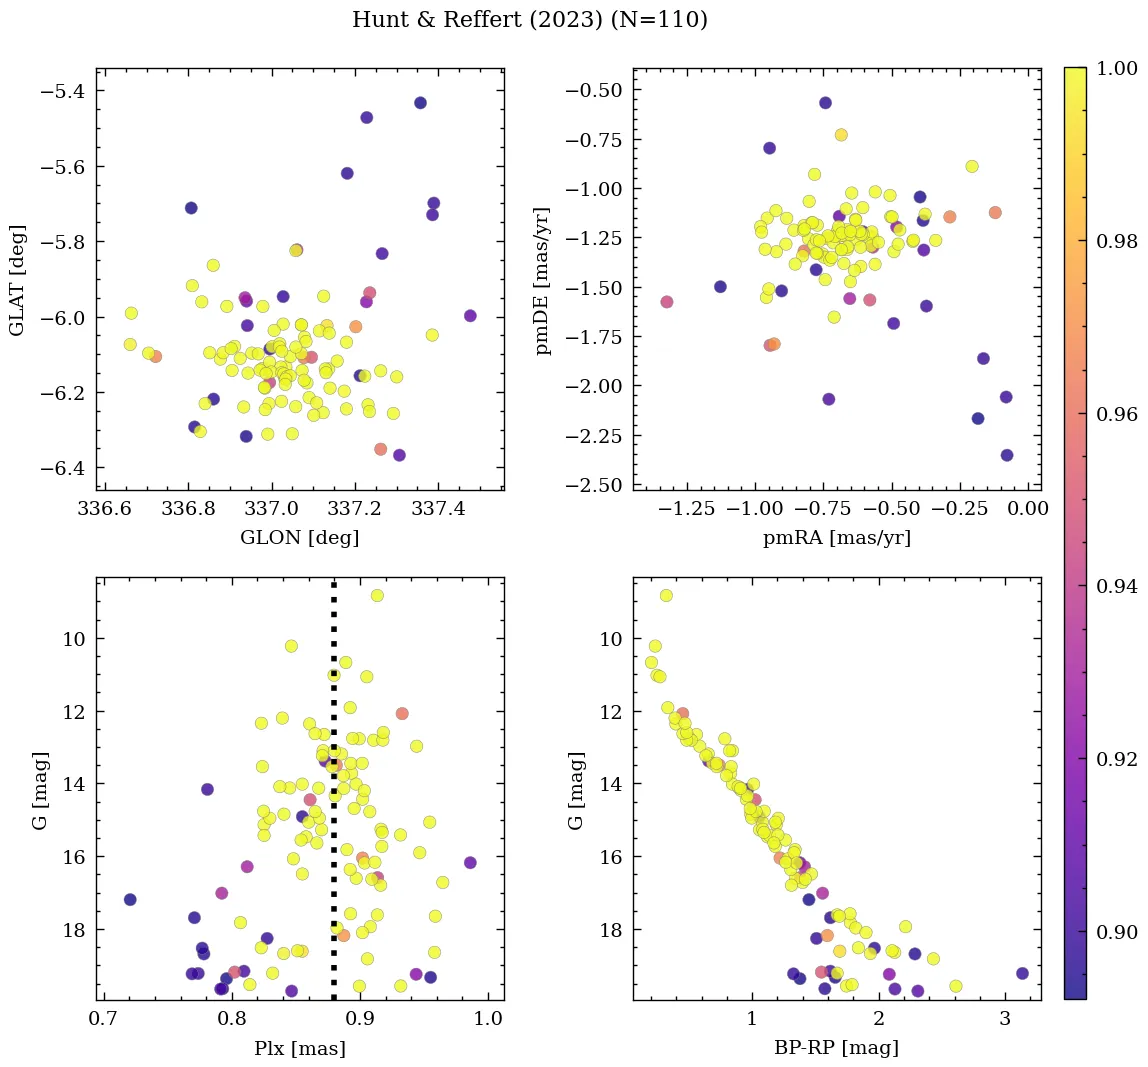 Hunt & Reffert (2023) (N=110)
−5.4
−5.6
−5.8
−6.0
−6.2
−6.4
GLAT [deg]
336.6 336.8 337.0 337.2 337.4
GLON [deg]
−0.50
−0.75
−1.00
−1.25
−1.50
−1.75
−2.00
−2.25
−2.50
pmDE [mas/yr]
−1.25 −1.00 −0.75 −0.50 −0.25 0.00
pmRA [mas/yr]
10
12
14
16
18
G [mag]
0.7 0.8 0.9 1.0
Plx [mas]
10
12
14
16
18
G [mag]
1 2 3
BP-RP [mag]
1.00
0.98
0.96
0.94
0.92
0.90